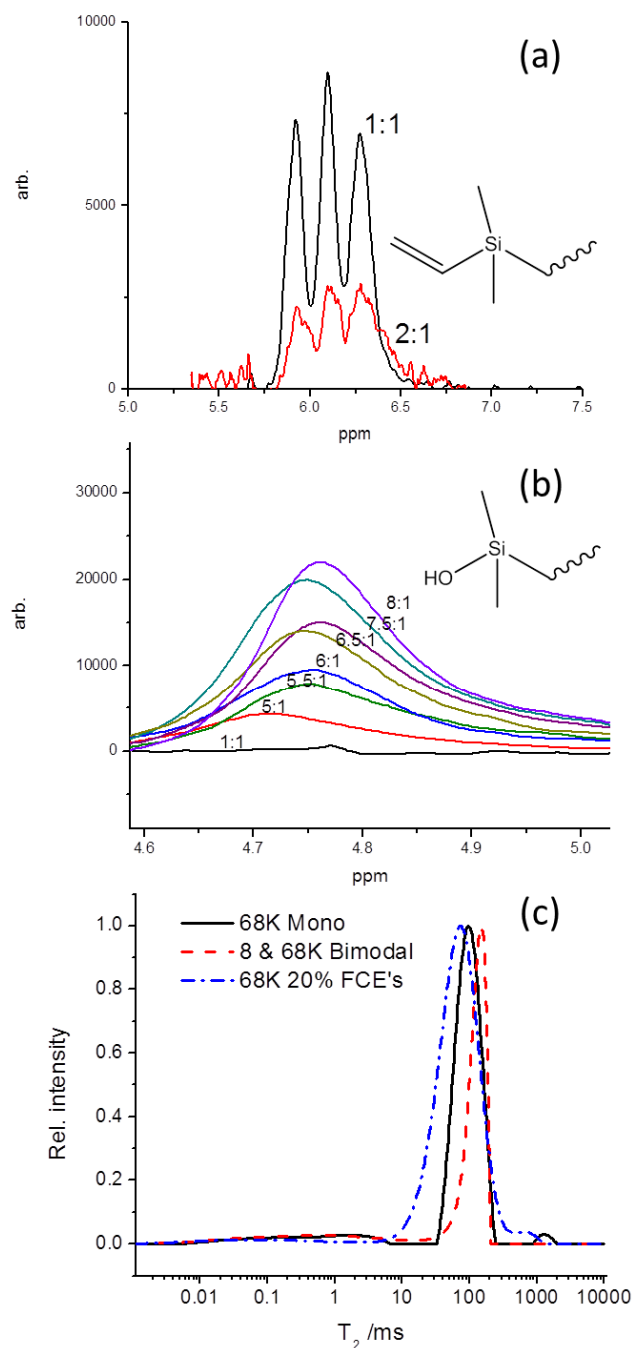 10000
(a)
1:1
arb.
5000
Si
2:1
0
5.0 5.5 6.0 6.5 7.0 7.5
ppm
(b)
30000
Si
HO
arb.
20000
8:1
7.5:1
6.5:1
10000
6:1
5.5:1
5:1
1:1
0
4.6 4.7 4.8 4.9 5.0
ppm
(c)
68K Mono
1.0
8 & 68K Bimodal
68K 20% FCE's
0.8
Rel. intensity
0.6
0.4
0.2
0.0
0.01 0.1 1 10 100 1000 10000
T2 /ms